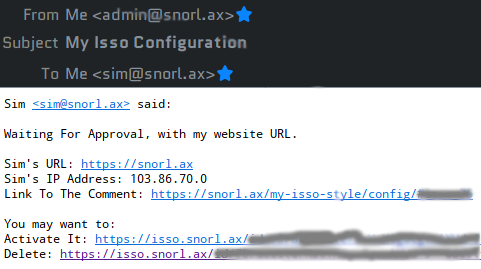 From Me <admin@snorl.ax>
Subject My Isso Configuration
To Me <sim@snorl.ax>
Sim <sim@snorl.ax> said:
Waiting For Approval, with my website URL.
Sim's URL: https://snorl.ax
Sim's IP Address: 103.86.70.0
Link To The Comment: https://snorl.ax/my-isso-style/config/
You may want to:
Activate It: https://isso.snorl.ax/
Delete: https://isso.snorl.ax/